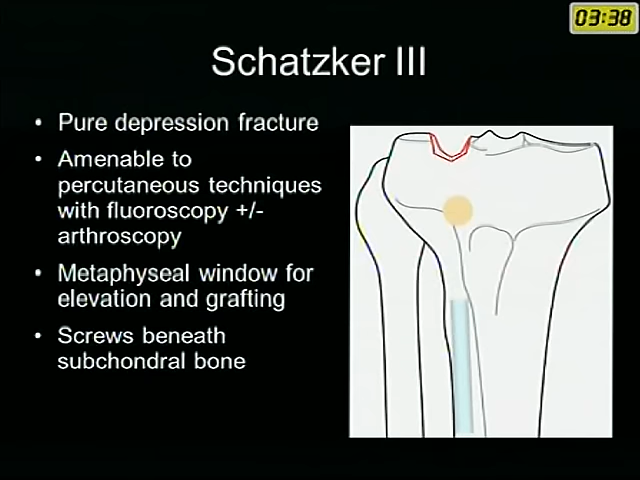 03:38
Schatzker III
• Pure depression fracture
• Amenable to
percutaneous techniques
with fluoroscopy +/-
arthroscopy
• Metaphyseal window for
elevation and grafting
• Screws beneath
subchondral bone